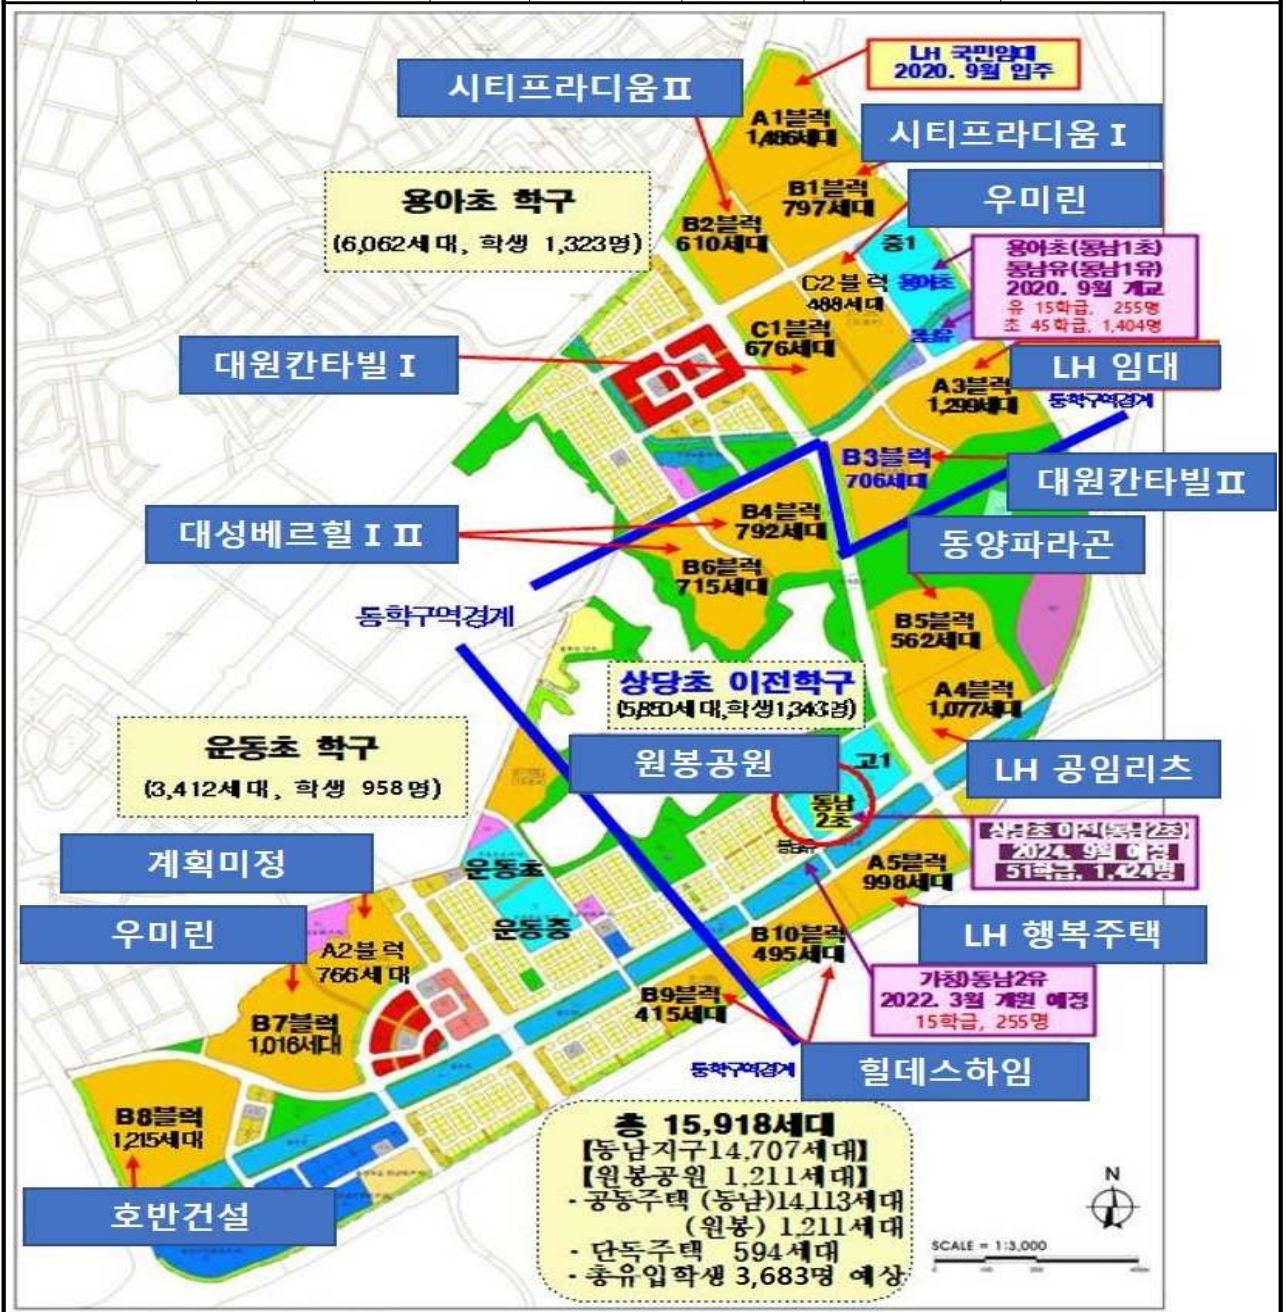 LH 국민임대
2020. 9월 입주
시티프라디움Ⅱ
A1블럭
1,486세대
시티프라디움Ⅰ
B1블럭
797세대
우미린
용아초 학구
(6,062세대, 학생 1,323명)
B2블럭
610세대
중1
용아초(동남1초)
동남유(동남1유)
2020. 9월 개교
유 15학급, 255명
초 45학급, 1,404명
C2블럭
488세대
용아초
C1블럭
676세대
대원칸타빌Ⅰ
LH 임대
A3블럭
1,299세대
통학구역경계
B3블럭
706세대
대원칸타빌Ⅱ
B4블럭
792세대
대성베르힐ⅠⅡ
동양파라곤
B6블럭
715세대
통학구역경계
B5블럭
562세대
상당초 이전학구
(5,850세대,학생1,343명)
A4블럭
1,077세대
운동초 학구
(3,412세대, 학생 958명)
원봉공원
고1
LH 공임리츠
동남
2초
상당초 이전(동남2초)
2024. 9월 예정
51학급, 1,424명
계획미정
운동초
A5블럭
998세대
우미린
운동중
A2블럭
766세대
B10블럭
495세대
LH 행복주택
가칭)동남2유
2022. 3월 개원 예정
15학급, 255명
B9블럭
415세대
B7블럭
1,016세대
통학구역경계
힐데스하임
B8블럭
1,215세대
총 15,918세대
【동남지구14,707세대】
【원봉공원 1,211세대】
- 공동주택 (동남)14,113세대
(원봉) 1,211세대
- 단독주택 594세대
- 총유입학생 3,683명 예상
호반건설
N
SCALE = 1:3,000